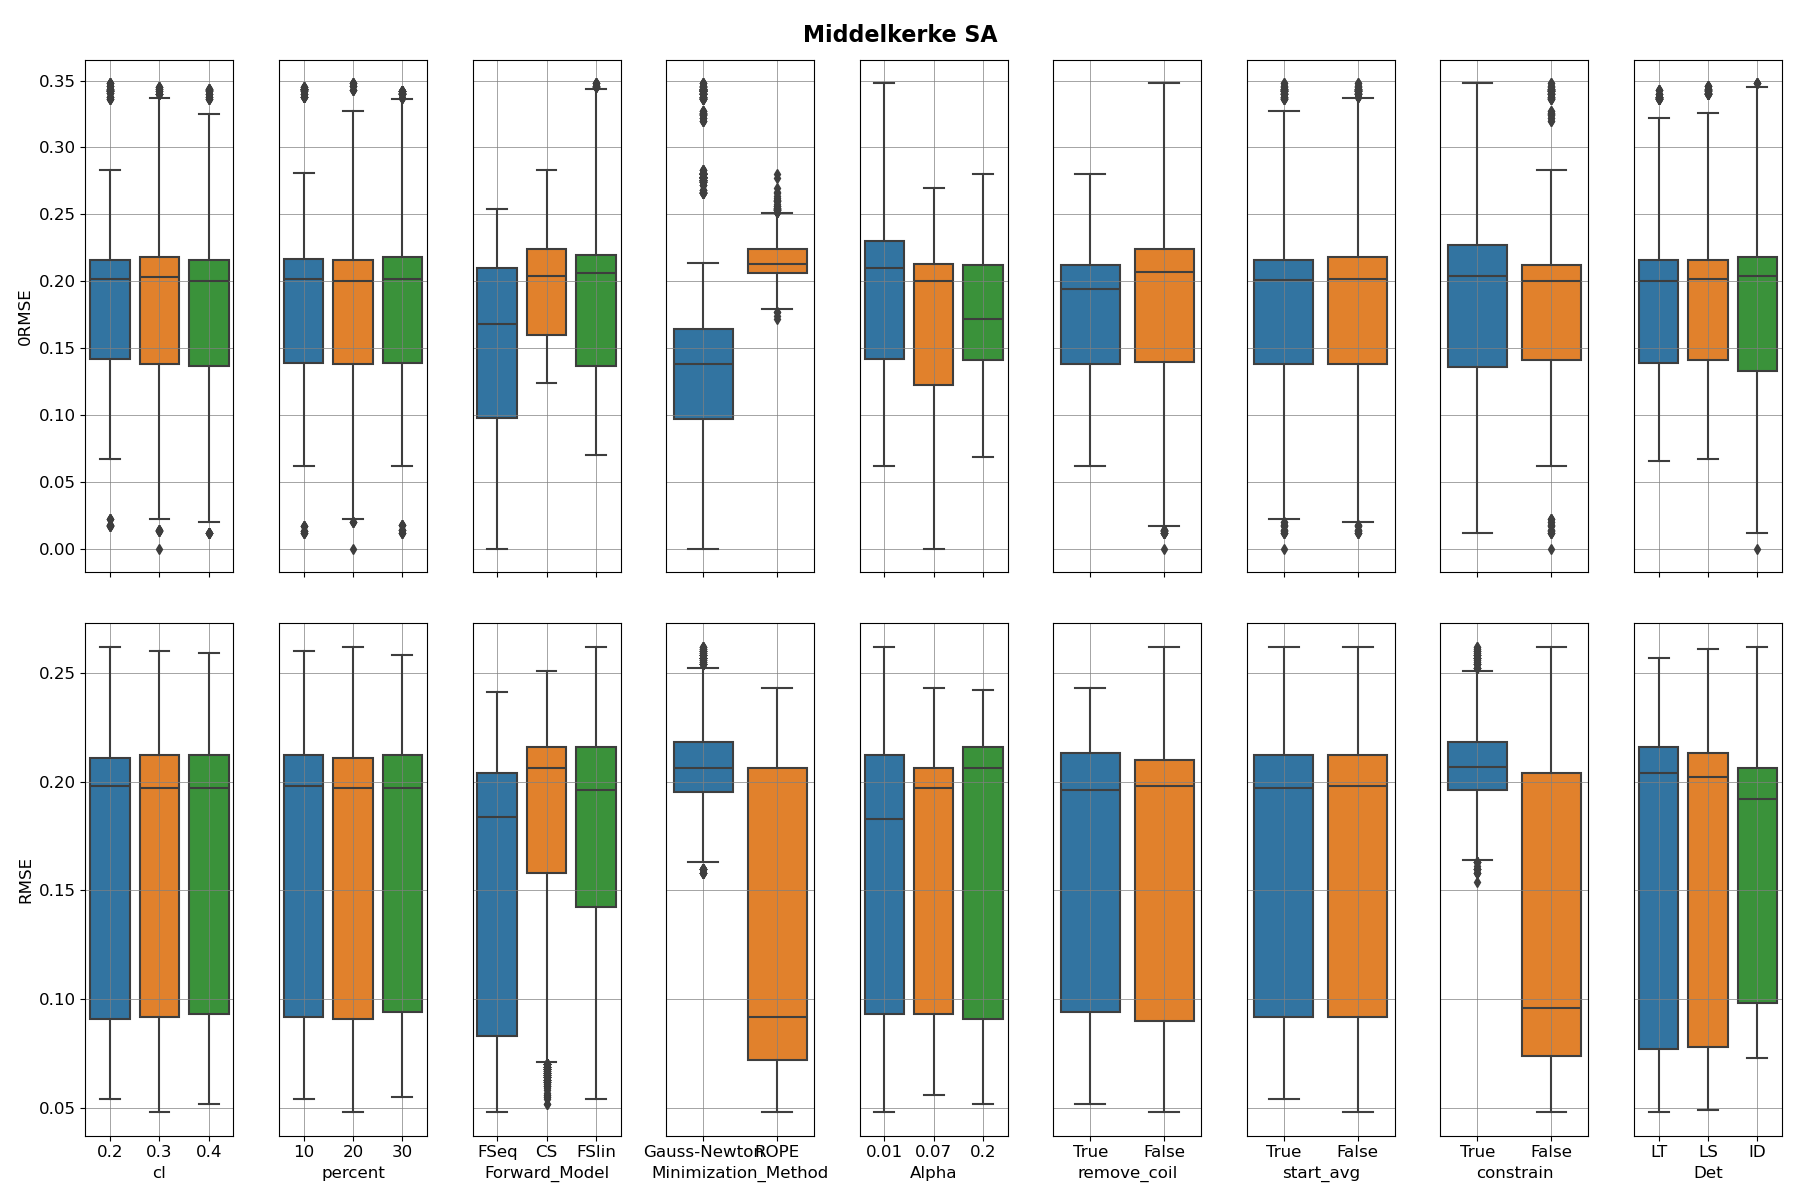 Middelkerke SA
0.35
0.30
0.25
0.20
0.15
0.10
0.05
0.00
0RMSE
0.25
0.20
0.15
0.10
0.05
RMSE
0.2 0.3 0.4 10 20 30 FSeq CS FSlin Gauss-Newton ROPE 0.01 0.07 0.2 True False True False True False LT LS ID
cl percent Forward_Model Minimization_Method Alpha remove_coil start_avg constrain Det